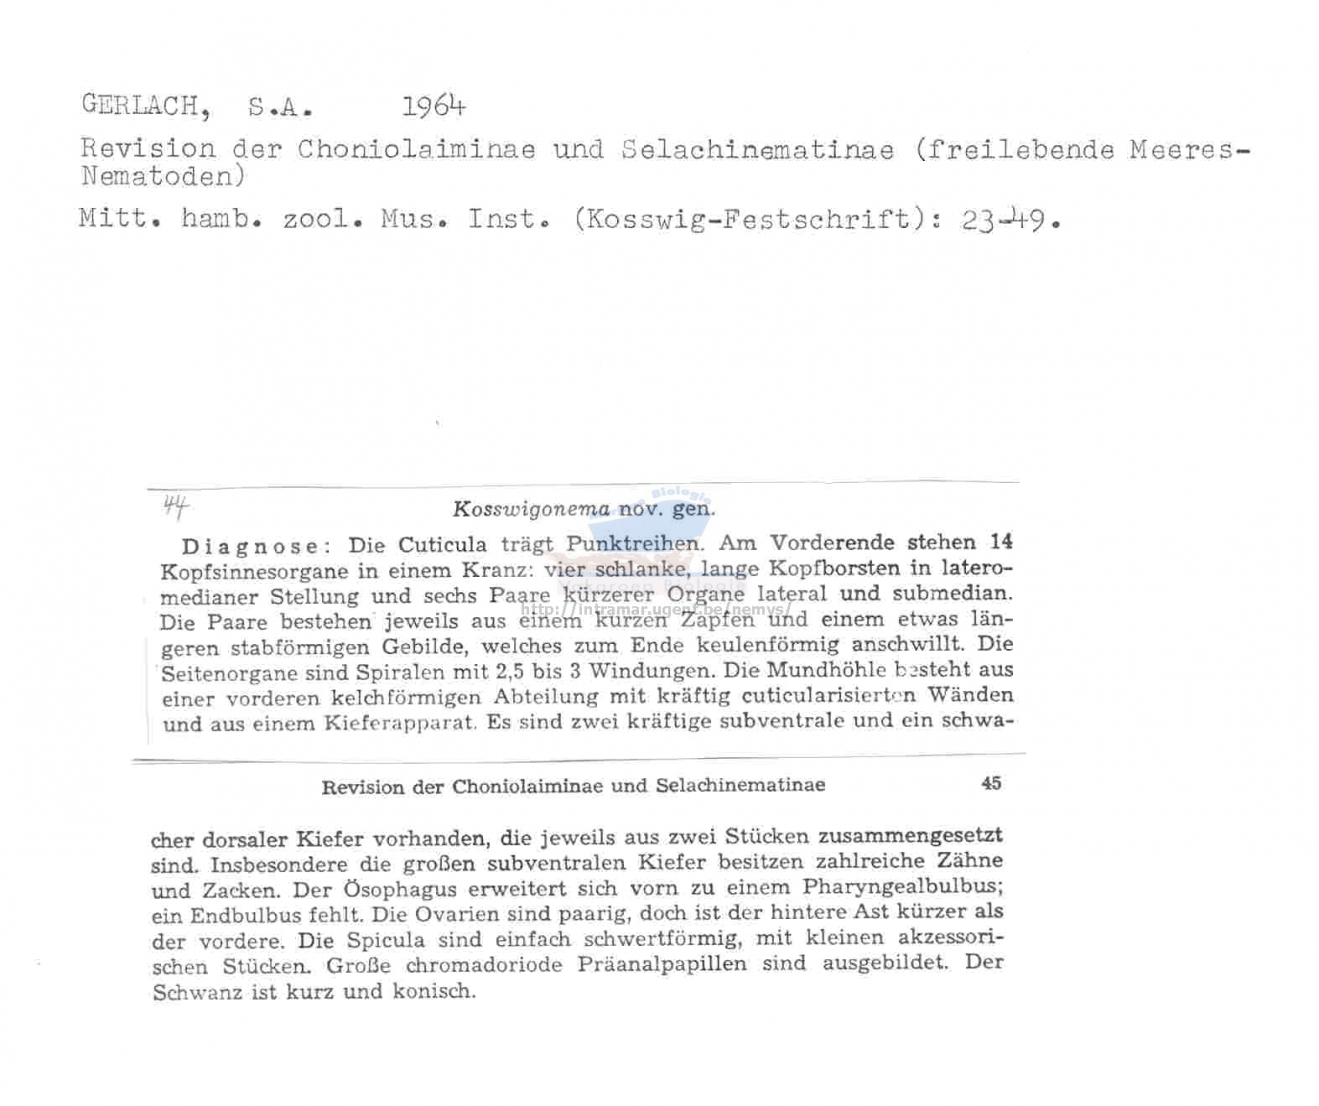 GERLACH, S.A. 1964
Revision der Choniolaiminae und Selachinematinae (freilebende Meeres-
Nematoden)
Mitt. hamb. zool. Mus. Inst. (Kosswig-Festschrift): 23-49.
44
Biologie
Kosswigonema nov. gen.
Diagnose: Die Cuticula trägt Punktreihen. Am Vorderende stehen 14
Kopfsinnesorgane in einem Kranz: vier schlanke, lange Kopfborsten in latero-
medianer Stellung und sechs Paare kürzerer Organe lateral und submedian.
http://intramar.ugent.be/nemys/
Die Paare bestehen jeweils aus einem kurzen Zapfen und einem etwas län-
geren stabförmigen Gebilde, welches zum Ende keulenförmig anschwillt. Die
Seitenorgane sind Spiralen mit 2,5 bis 3 Windungen. Die Mundhöhle besteht aus
einer vorderen kelchförmigen Abteilung mit kräftig cuticularisierten Wänden
und aus einem Kieferapparat. Es sind zwei kräftige subventrale und ein schwa-
Revision der Choniolaiminae und Selachinematinae 45
cher dorsaler Kiefer vorhanden, die jeweils aus zwei Stücken zusammengesetzt
sind. Insbesondere die großen subventralen Kiefer besitzen zahlreiche Zähne
und Zacken. Der Ösophagus erweitert sich vorn zu einem Pharyngealbulbus;
ein Endbulbus fehlt. Die Ovarien sind paarig, doch ist der hintere Ast kürzer als
der vordere. Die Spicula sind einfach schwertförmig, mit kleinen akzessori-
schen Stücken. Große chromadoriode Präanalpapillen sind ausgebildet. Der
Schwanz ist kurz und konisch.